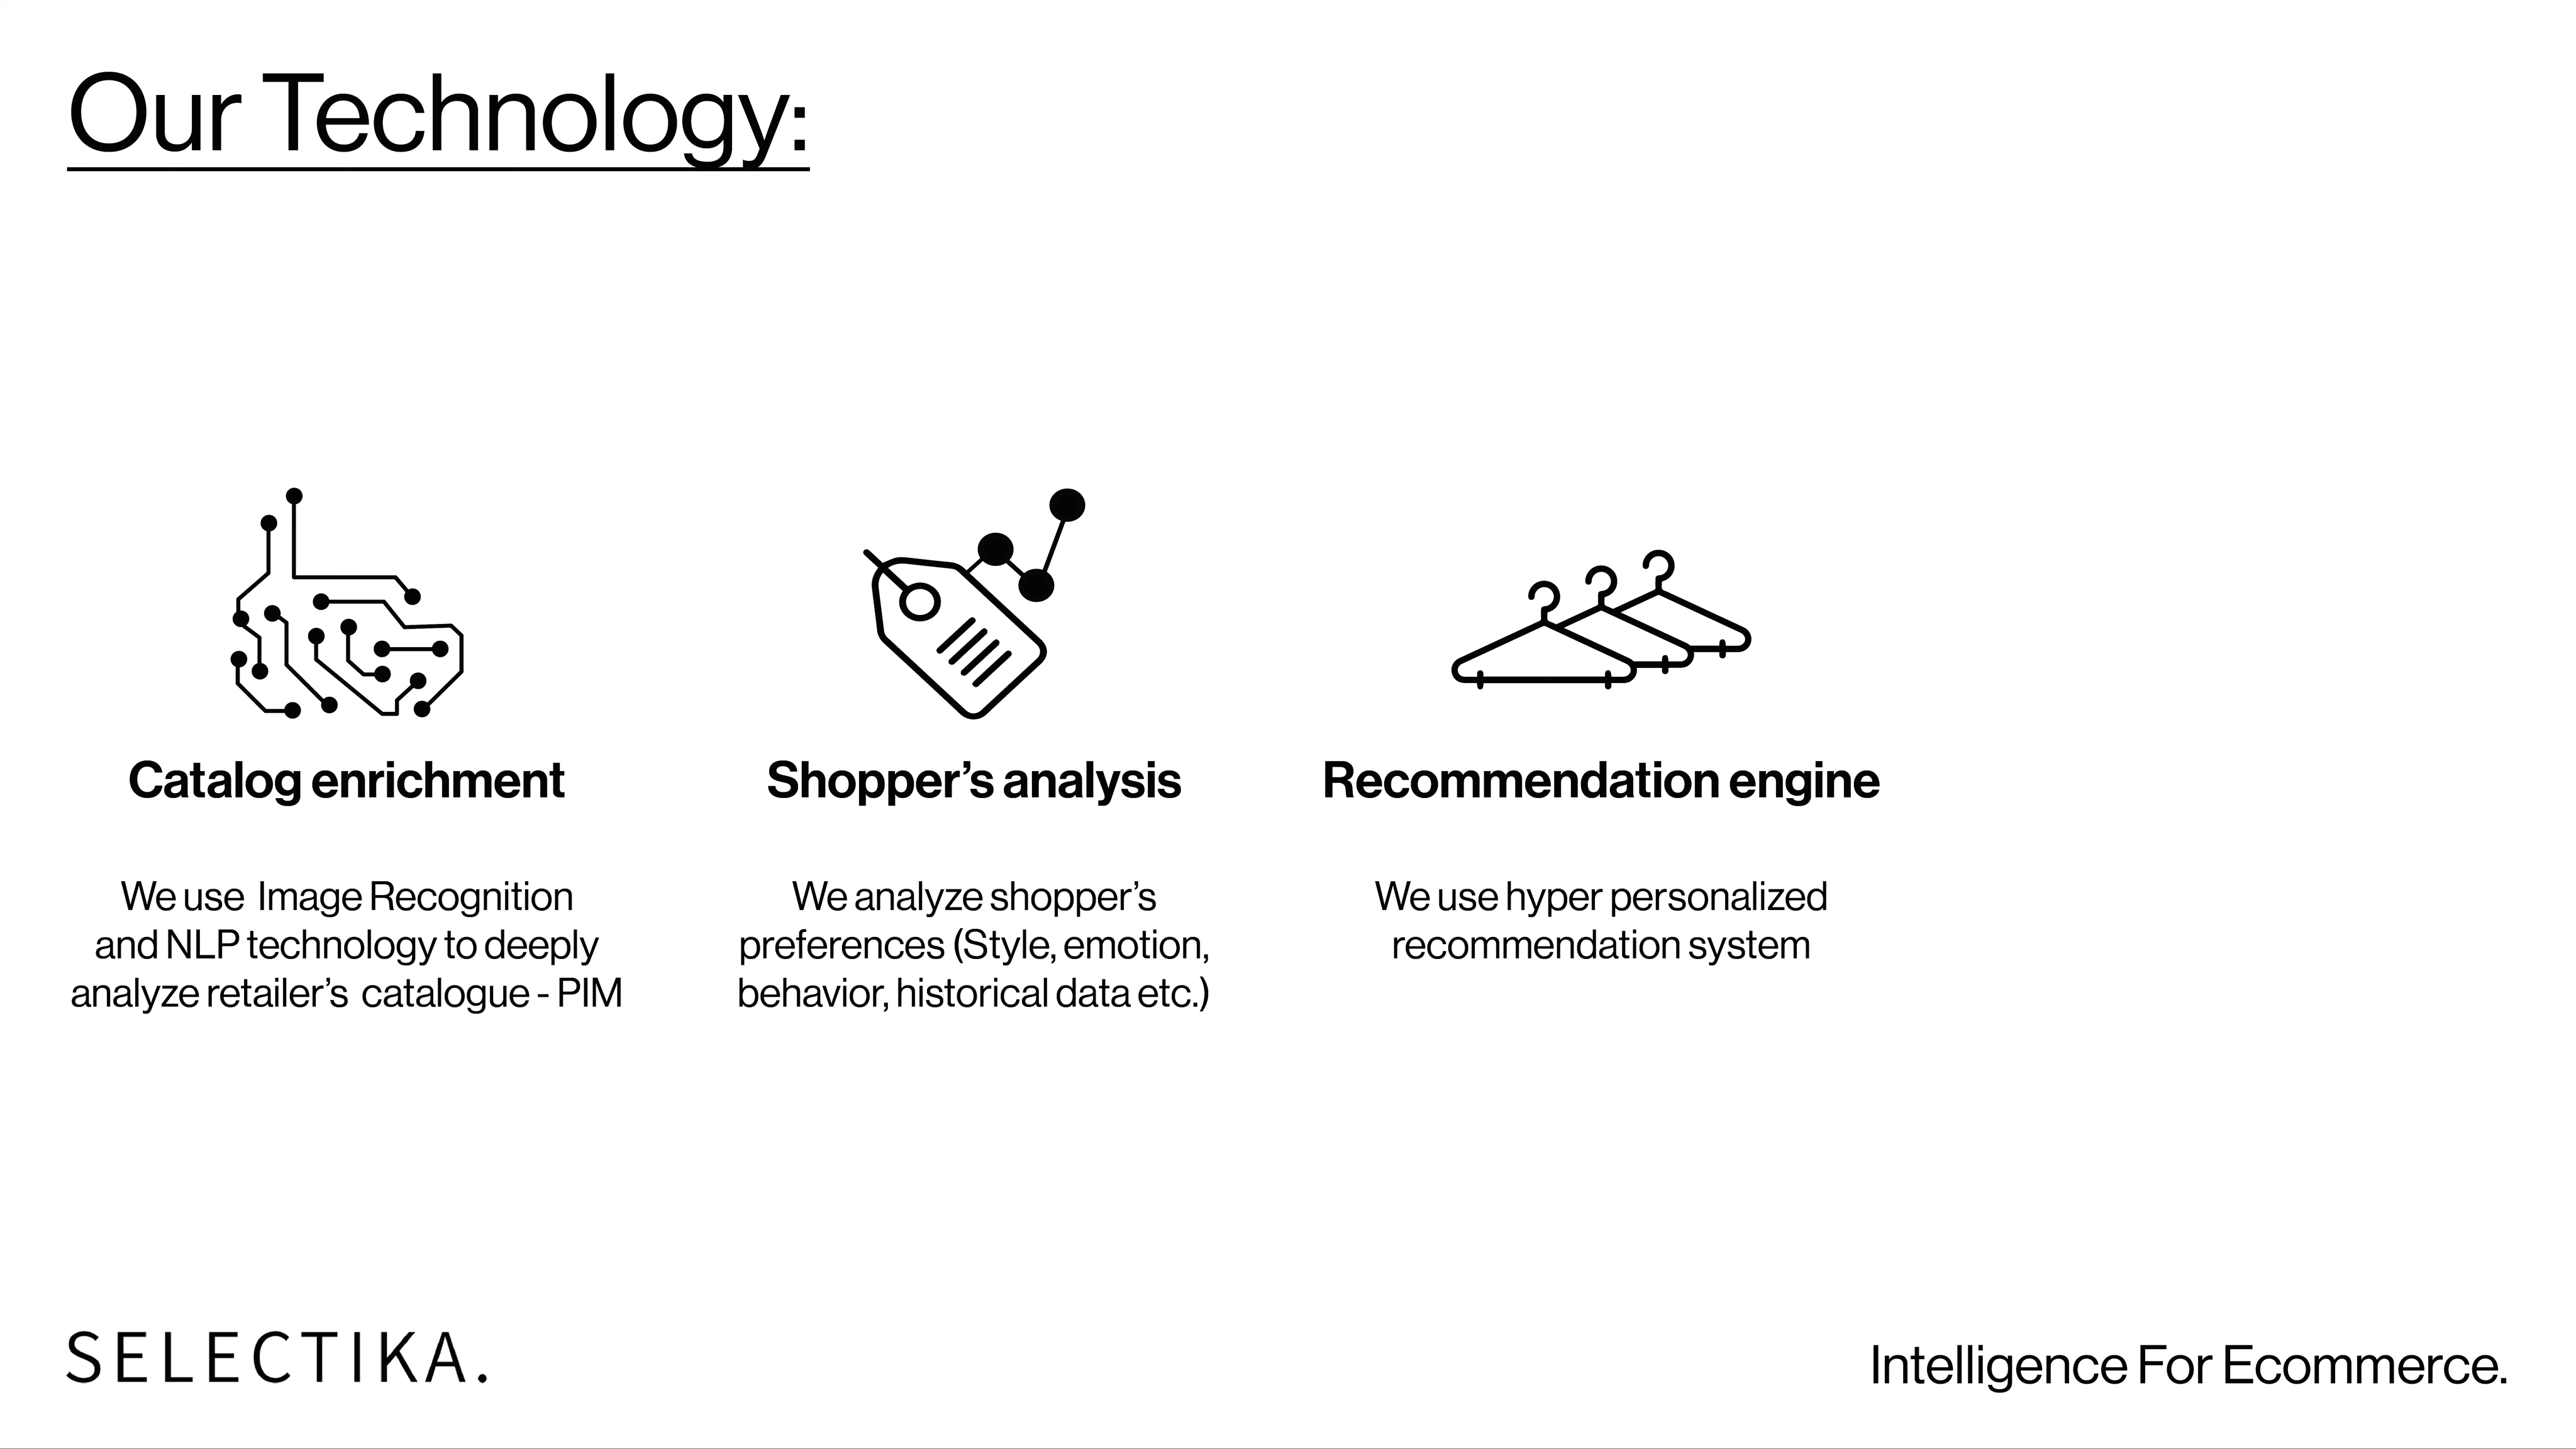 Our Technology:
Catalog enrichment
We use  Image Recognition
and NLP technology to deeply
analyze retailer’s  catalogue - PIM
Shopper’s analysis
We analyze shopper’s
preferences (Style, emotion,
behavior, historical data etc.)
Recommendation engine
We use hyper personalized
recommendation system
SELECTIKA.
Intelligence For Ecommerce.